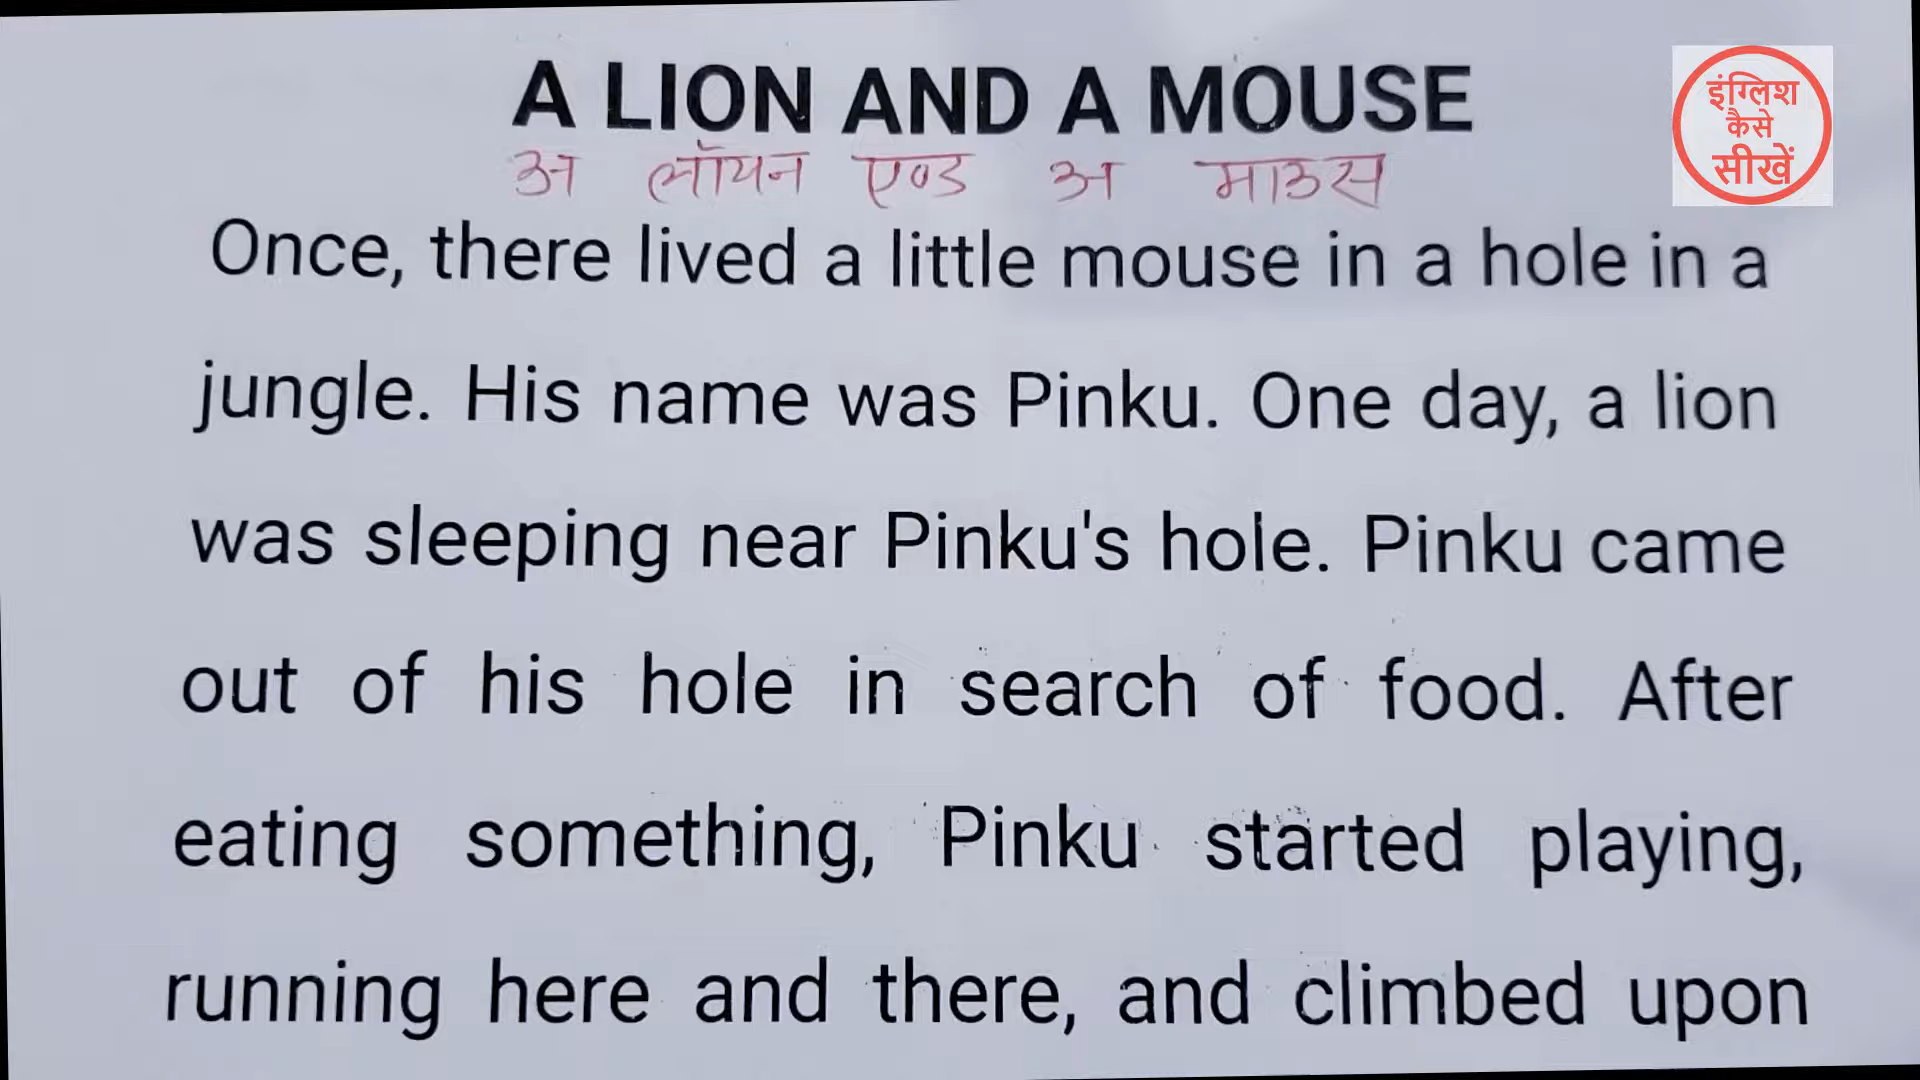 A LION AND A MOUSE
अ लॉयन एण्ड अ माउस
इंग्लिश
कैसे
सीखें
Once, there lived a little mouse in a hole in a
jungle. His name was Pinku. One day, a lion
was sleeping near Pinku's hole. Pinku came
out of his hole in search of food. After
eating something, Pinku started playing,
running here and there, and climbed upon